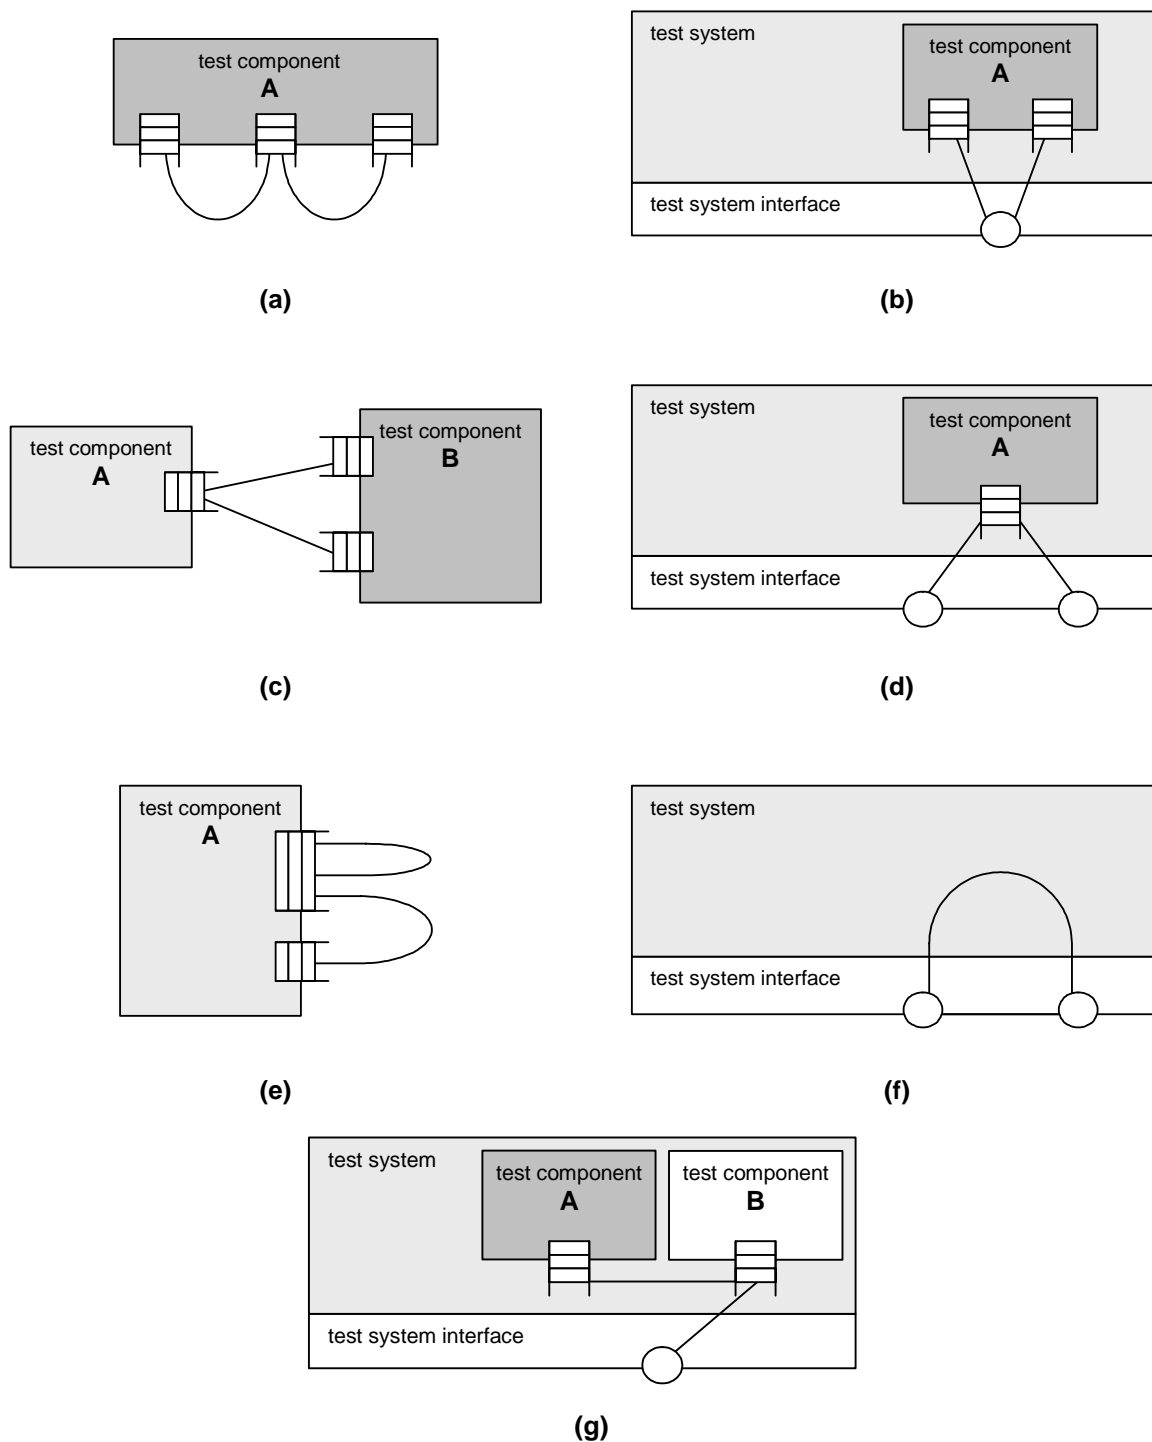 test component
A
(a)
test system
test component
A
test system interface
(b)
test component
A
test component
B
(c)
test system
test component
A
test system interface
(d)
test component
A
(e)
test system
test system interface
(f)
test system
test component
A
test component
B
test system interface
(g)